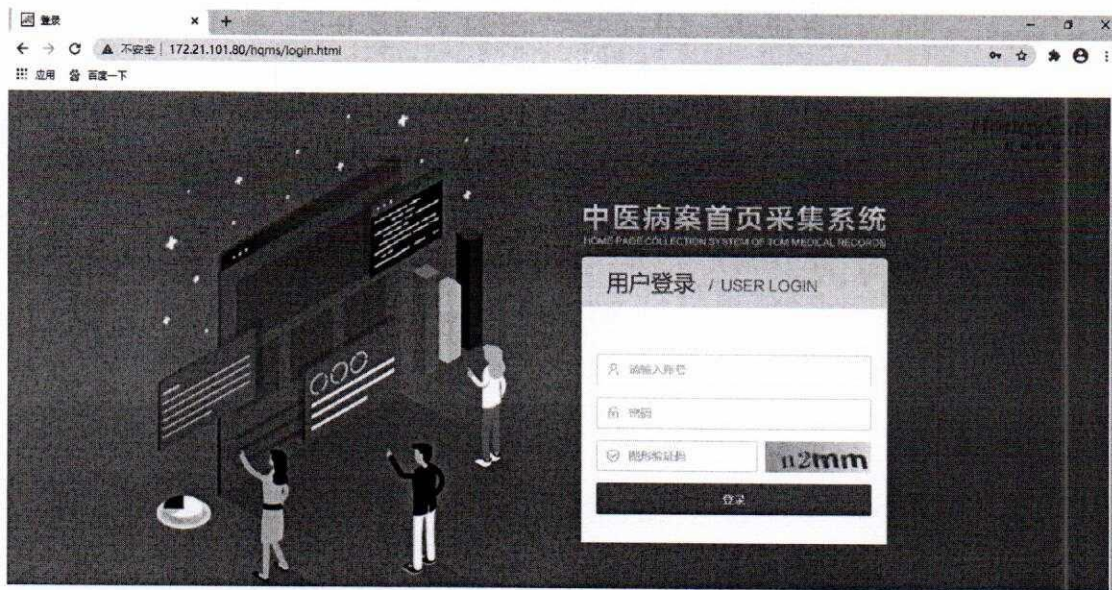 登录
不安全 | 172.21.101.80/hqms/login.html
应用 百度一下
中医病案首页采集系统
HOME PAGE COLLECTION SYSTEM OF TCM MEDICAL RECORDS
用户登录 / USER LOGIN
请输入账号
密码
图形验证码
n2mm
登录